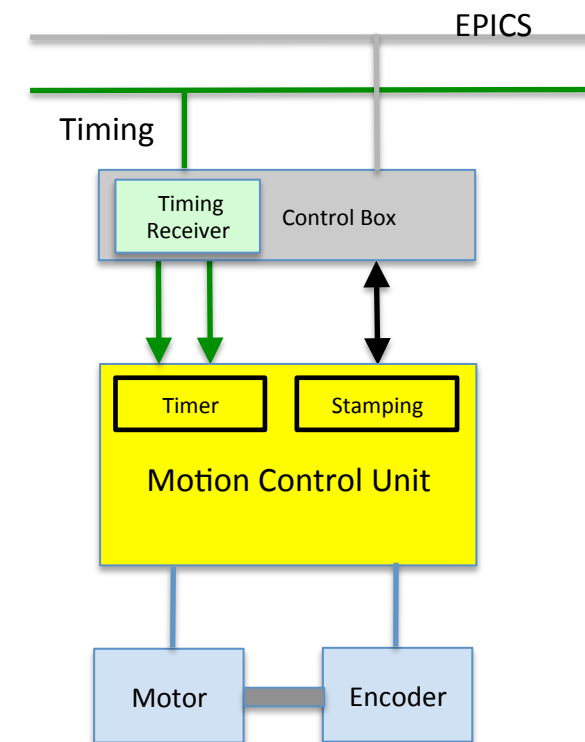 EPICS
Timing
Timing
Receiver
Control Box
Timer
Stamping
Motion Control Unit
Motor
Encoder